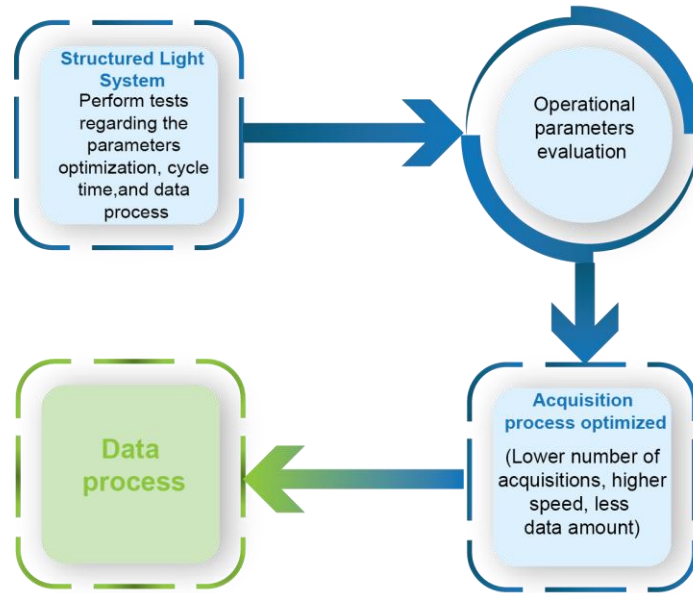 Structured Light
System
Perform tests
regarding the
parameters
optimization, cycle
time,and data
process
Operational
parameters
evaluation
Acquisition
process optimized
(Lower number of
acquisitions, higher
speed, less
data amount)
Data
process